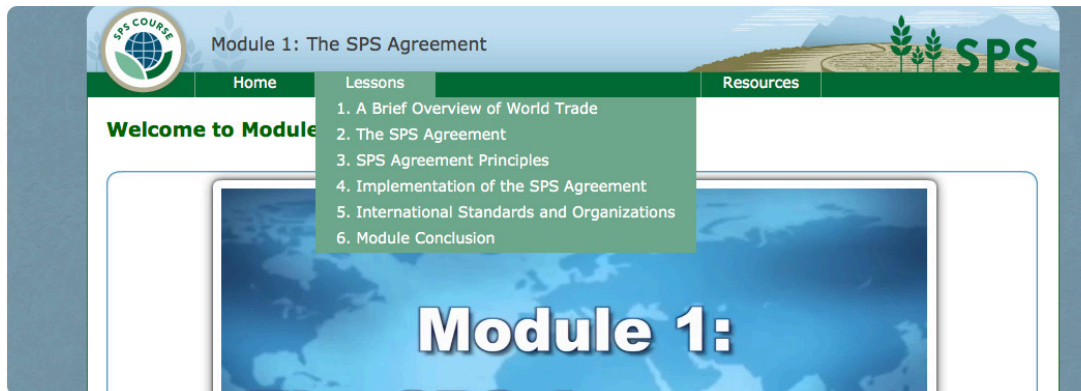 SPS COURSE
Module 1: The SPS Agreement
SPS
Home Lessons Resources
1. A Brief Overview of World Trade
2. The SPS Agreement
3. SPS Agreement Principles
4. Implementation of the SPS Agreement
5. International Standards and Organizations
6. Module Conclusion
Welcome to Module
Module 1: